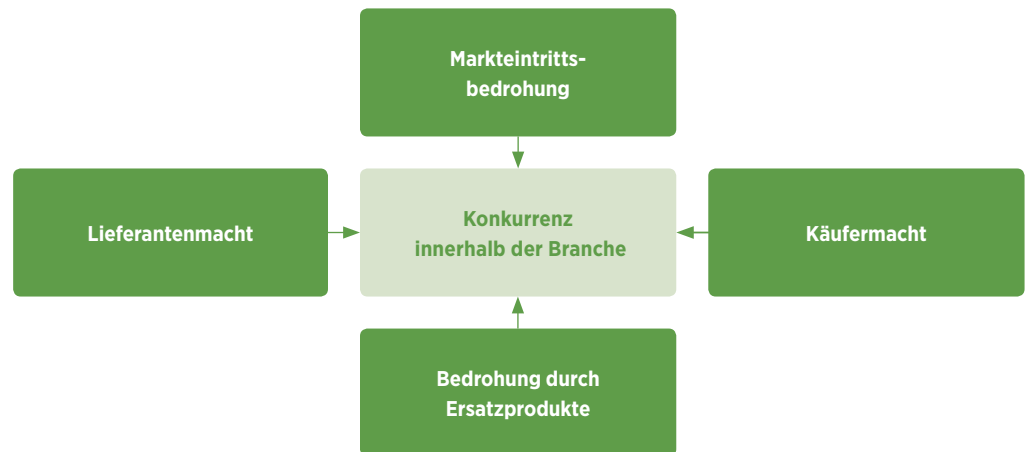 Markteintritts-
bedrohung
Lieferantenmacht
Konkurrenz
innerhalb der Branche
Käufermacht
Bedrohung durch
Ersatzprodukte